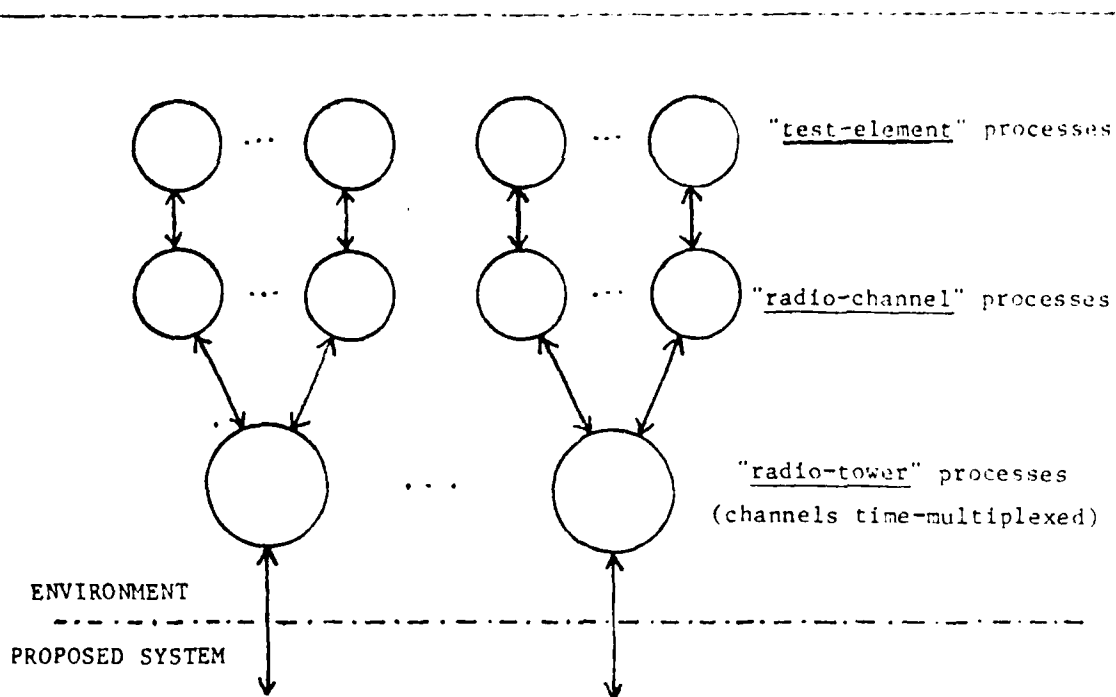 "test-element" processes
"radio-channel" processes
"radio-tower" processes
(channels time-multiplexed)
ENVIRONMENT
PROPOSED SYSTEM